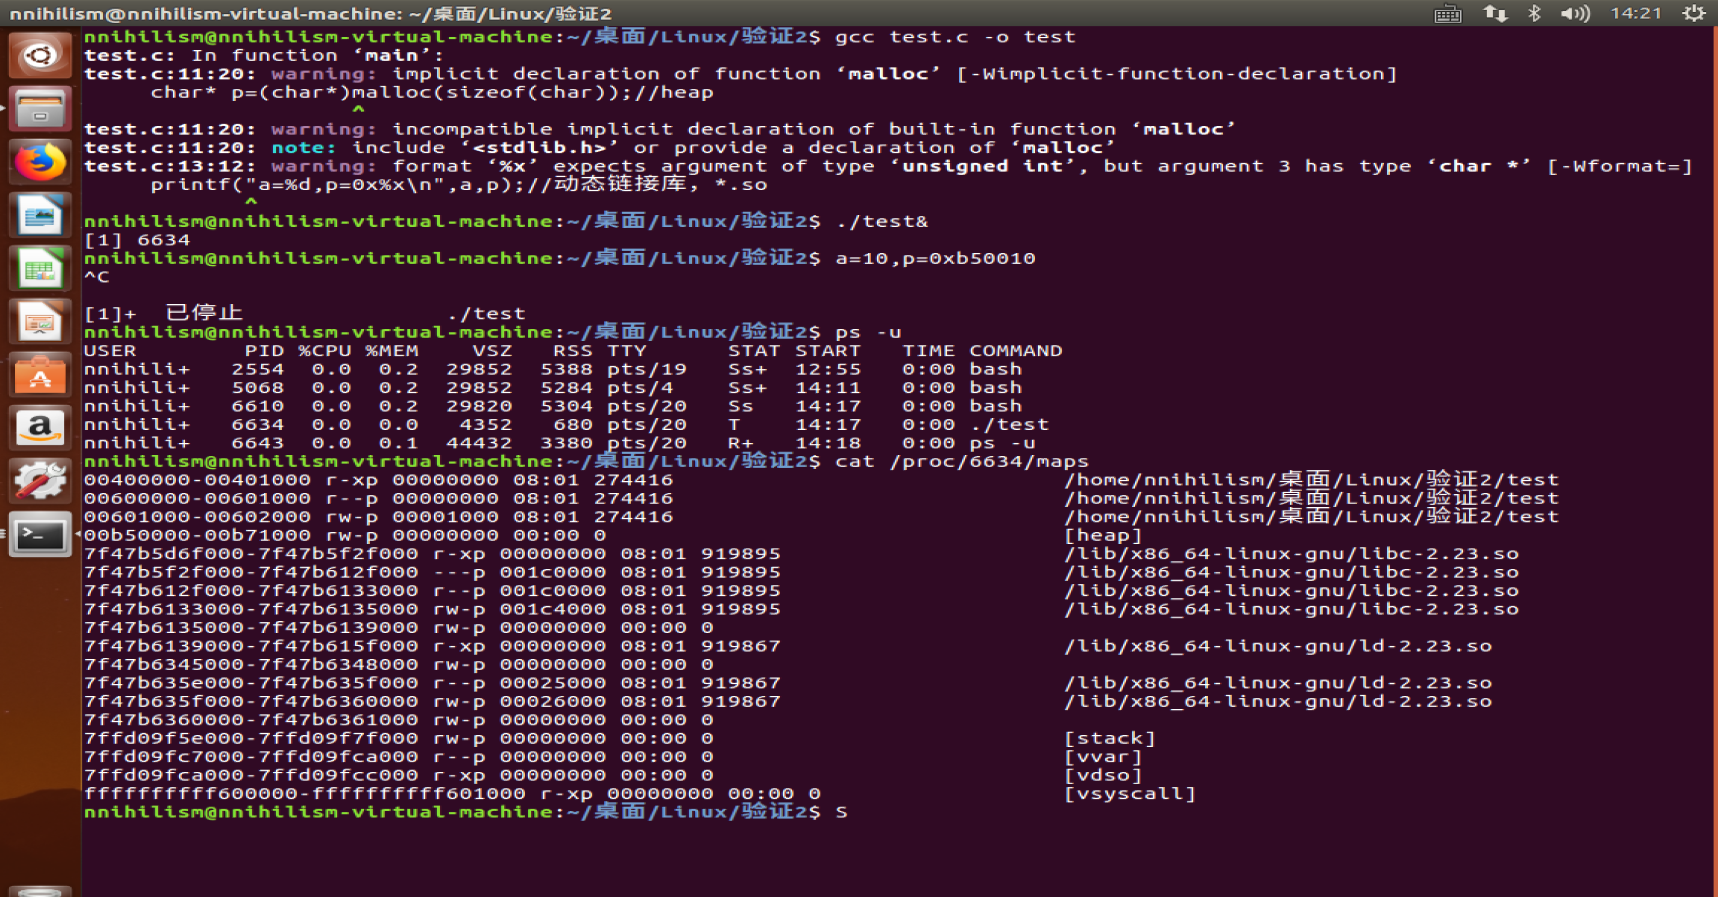 nnihilism@nnihilism-virtual-machine: ~/桌面/Linux/验证2
14:21
nnihilism@nnihilism-virtual-machine:~/桌面/Linux/验证2$ gcc test.c -o test
test.c: In function ‘main’:
test.c:11:20: warning: implicit declaration of function ‘malloc’ [-Wimplicit-function-declaration]
char* p=(char*)malloc(sizeof(char));//heap
^
test.c:11:20: warning: incompatible implicit declaration of built-in function ‘malloc’
test.c:11:20: note: include ‘<stdlib.h>’ or provide a declaration of ‘malloc’
test.c:13:12: warning: format ‘%x’ expects argument of type ‘unsigned int’, but argument 3 has type ‘char *’ [-Wformat=]
printf("a=%d,p=0x%x\n",a,p);//动态链接库, *.so
^
nnihilism@nnihilism-virtual-machine:~/桌面/Linux/验证2$ ./test&
[1] 6634
nnihilism@nnihilism-virtual-machine:~/桌面/Linux/验证2$ a=10,p=0xb50010
^C
[1]+  已停止               ./test
nnihilism@nnihilism-virtual-machine:~/桌面/Linux/验证2$ ps -u
USER        PID %CPU %MEM    VSZ   RSS TTY      STAT START   TIME COMMAND
nnihili+   2554  0.0  0.2  29852  5388 pts/19   Ss+  12:55   0:00 bash
nnihili+   5068  0.0  0.2  29852  5284 pts/4    Ss+  14:11   0:00 bash
nnihili+   6610  0.0  0.2  29820  5304 pts/20   Ss   14:17   0:00 bash
nnihili+   6634  0.0  0.0   4352   680 pts/20   T    14:17   0:00 ./test
nnihili+   6643  0.0  0.1  44432  3380 pts/20   R+   14:18   0:00 ps -u
nnihilism@nnihilism-virtual-machine:~/桌面/Linux/验证2$ cat /proc/6634/maps
00400000-00401000 r-xp 00000000 08:01 274416 /home/nnihilism/桌面/Linux/验证2/test
00600000-00601000 r--p 00000000 08:01 274416 /home/nnihilism/桌面/Linux/验证2/test
00601000-00602000 rw-p 00001000 08:01 274416 /home/nnihilism/桌面/Linux/验证2/test
00b50000-00b71000 rw-p 00000000 00:00 0 [heap]
7f47b5d6f000-7f47b5f2f000 r-xp 00000000 08:01 919895 /lib/x86_64-linux-gnu/libc-2.23.so
7f47b5f2f000-7f47b612f000 ---p 001c0000 08:01 919895 /lib/x86_64-linux-gnu/libc-2.23.so
7f47b612f000-7f47b6133000 r--p 001c0000 08:01 919895 /lib/x86_64-linux-gnu/libc-2.23.so
7f47b6133000-7f47b6135000 rw-p 001c4000 08:01 919895 /lib/x86_64-linux-gnu/libc-2.23.so
7f47b6135000-7f47b6139000 rw-p 00000000 00:00 0
7f47b6139000-7f47b615f000 r-xp 00000000 08:01 919867 /lib/x86_64-linux-gnu/ld-2.23.so
7f47b6345000-7f47b6348000 rw-p 00000000 00:00 0
7f47b635e000-7f47b635f000 r--p 00025000 08:01 919867 /lib/x86_64-linux-gnu/ld-2.23.so
7f47b635f000-7f47b6360000 rw-p 00026000 08:01 919867 /lib/x86_64-linux-gnu/ld-2.23.so
7f47b6360000-7f47b6361000 rw-p 00000000 00:00 0
7ffd09f5e000-7ffd09f7f000 rw-p 00000000 00:00 0 [stack]
7ffd09fc7000-7ffd09fca000 r--p 00000000 00:00 0 [vvar]
7ffd09fca000-7ffd09fcc000 r-xp 00000000 00:00 0 [vdso]
ffffffffff600000-ffffffffff601000 r-xp 00000000 00:00 0 [vsyscall]
nnihilism@nnihilism-virtual-machine:~/桌面/Linux/验证2$ S